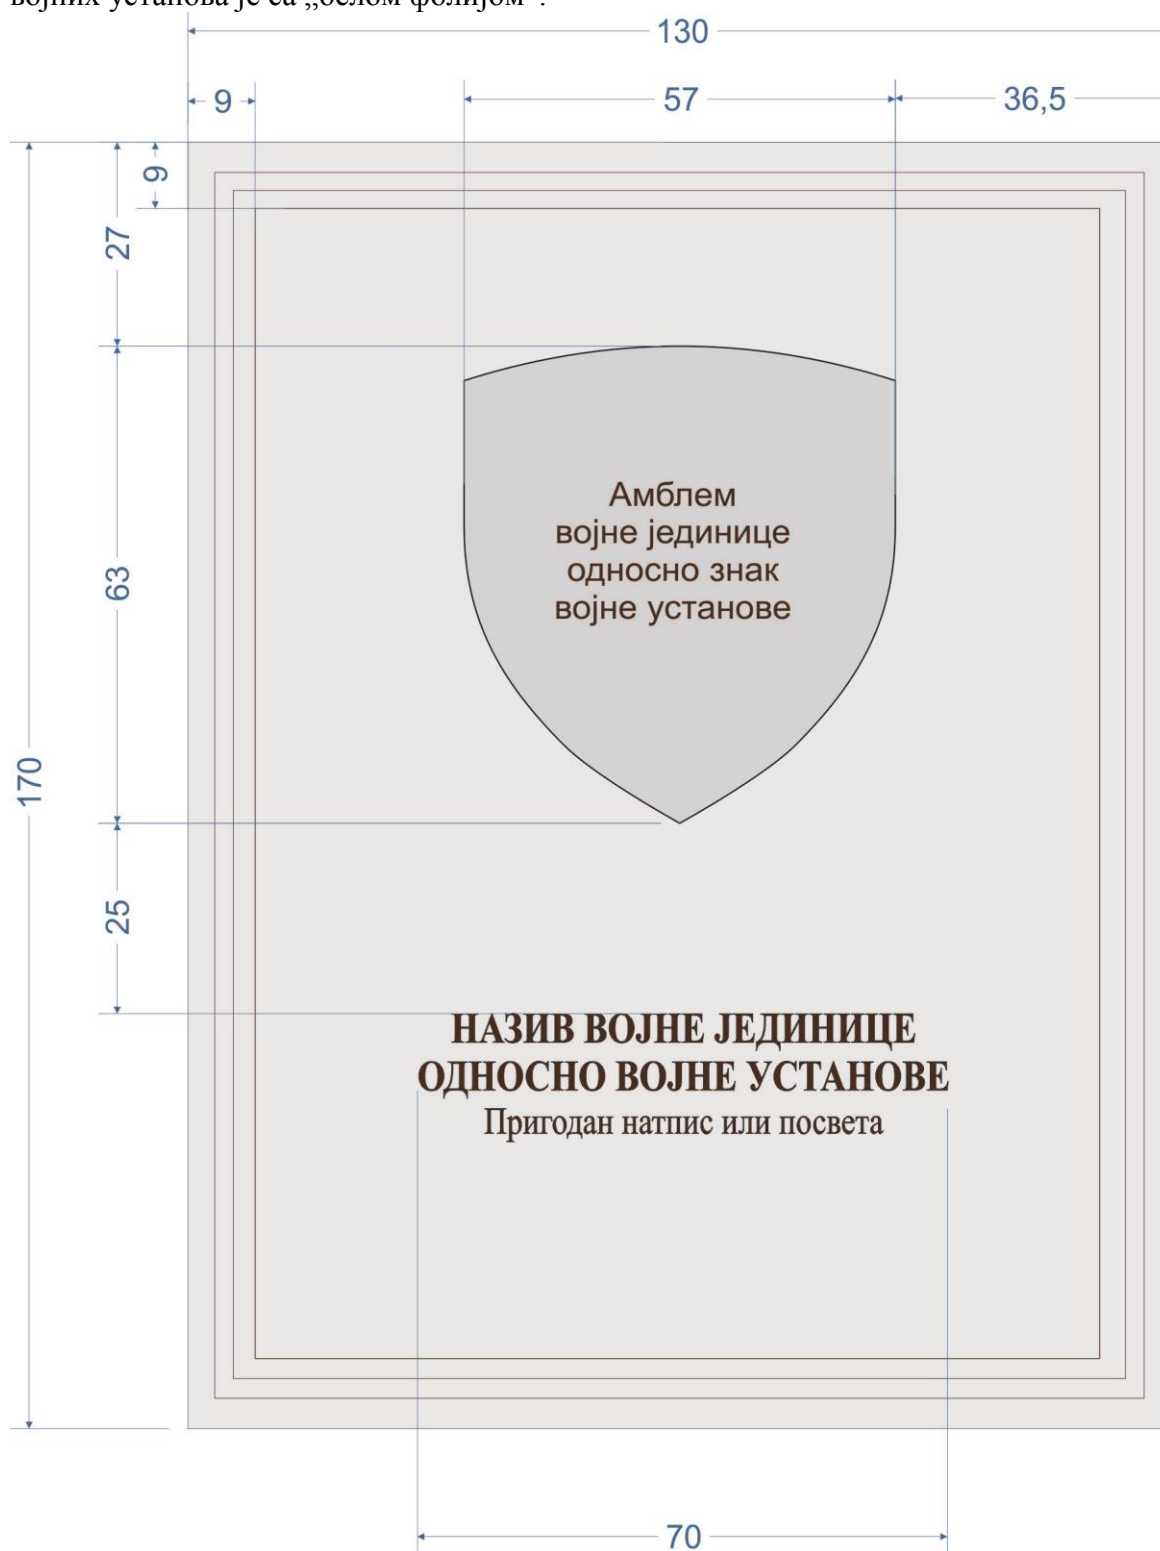 војних установа је са „белом фолијом“.
130
9
57
36,5
9
27
63
170
25
Амблем
војне јединице
односно знак
војне установе
НАЗИВ ВОЈНЕ ЈЕДИНИЦЕ
ОДНОСНО ВОЈНЕ УСТАНОВЕ
Пригодан натпис или посвета
70